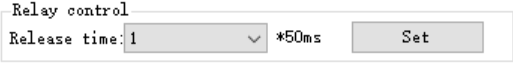 Relay control
Release time: 1 *50ms Set